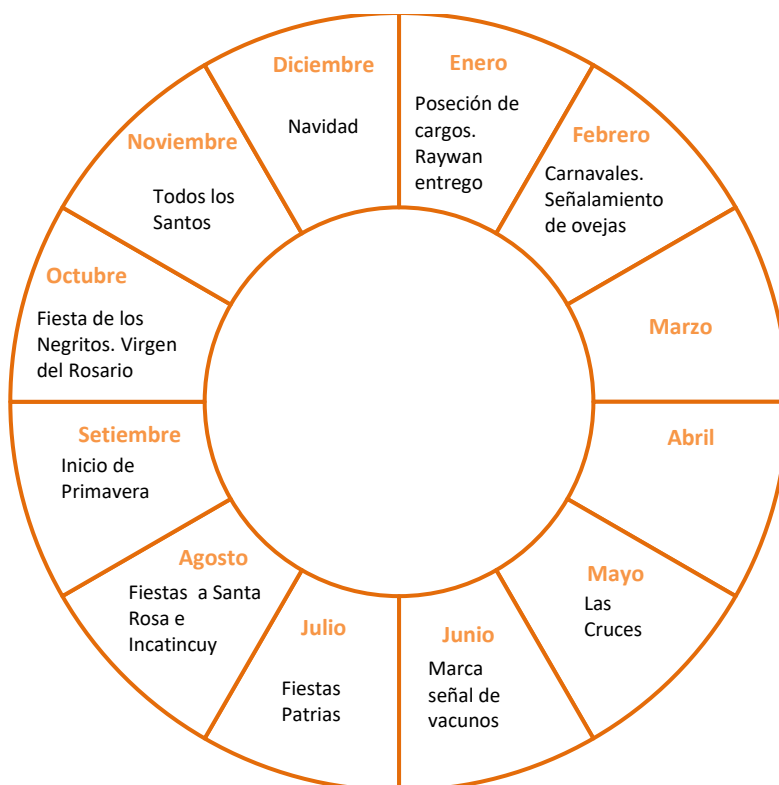 Enero
Poseción de
cargos.
Raywan
entrego
Febrero
Carnavales.
Señalamiento
de ovejas
Marzo
Abril
Mayo
Las
Cruces
Junio
Marca
señal de
vacunos
Julio
Fiestas
Patrias
Agosto
Fiestas a Santa
Rosa e
Incatincuy
Setiembre
Inicio de
Primavera
Octubre
Fiesta de los
Negritos. Virgen
del Rosario
Noviembre
Todos los
Santos
Diciembre
Navidad